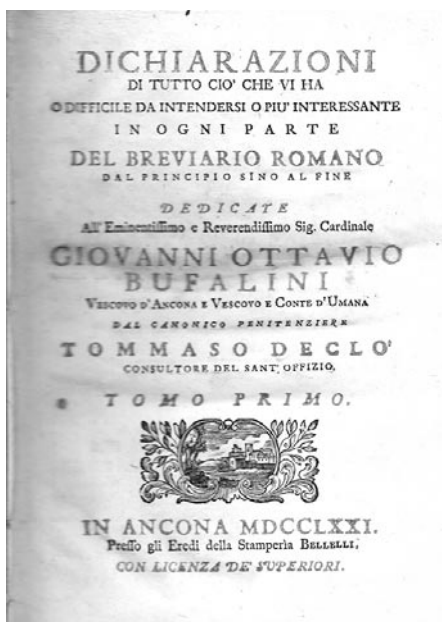 DICHIARAZIONI
DI TUTTO CIO' CHE VI HA
O DIFFICILE DA INTENDERSI O PIU' INTERESSANTE
IN OGNI PARTE
DEL BREVIARIO ROMANO
DAL PRINCIPIO SINO AL FINE
DEDICATE
All'Eminentissimo e Reverendissimo Sig. Cardinale
GIOVANNI OTTAVIO
BUFALINI
VESCOVO D'ANCONA E VESCOVO E CONTE D'UMANA
DAL CANONICO PENITENZIERE
TOMMASO DECLO'
CONSULTORE DEL SANT' OFFIZIO.
TOMO PRIMO.
IN ANCONA MDCCLXXI.
Presso gli Eredi della Stamperia BELLELLI.
CON LICENZA DE' SUPERIORI.